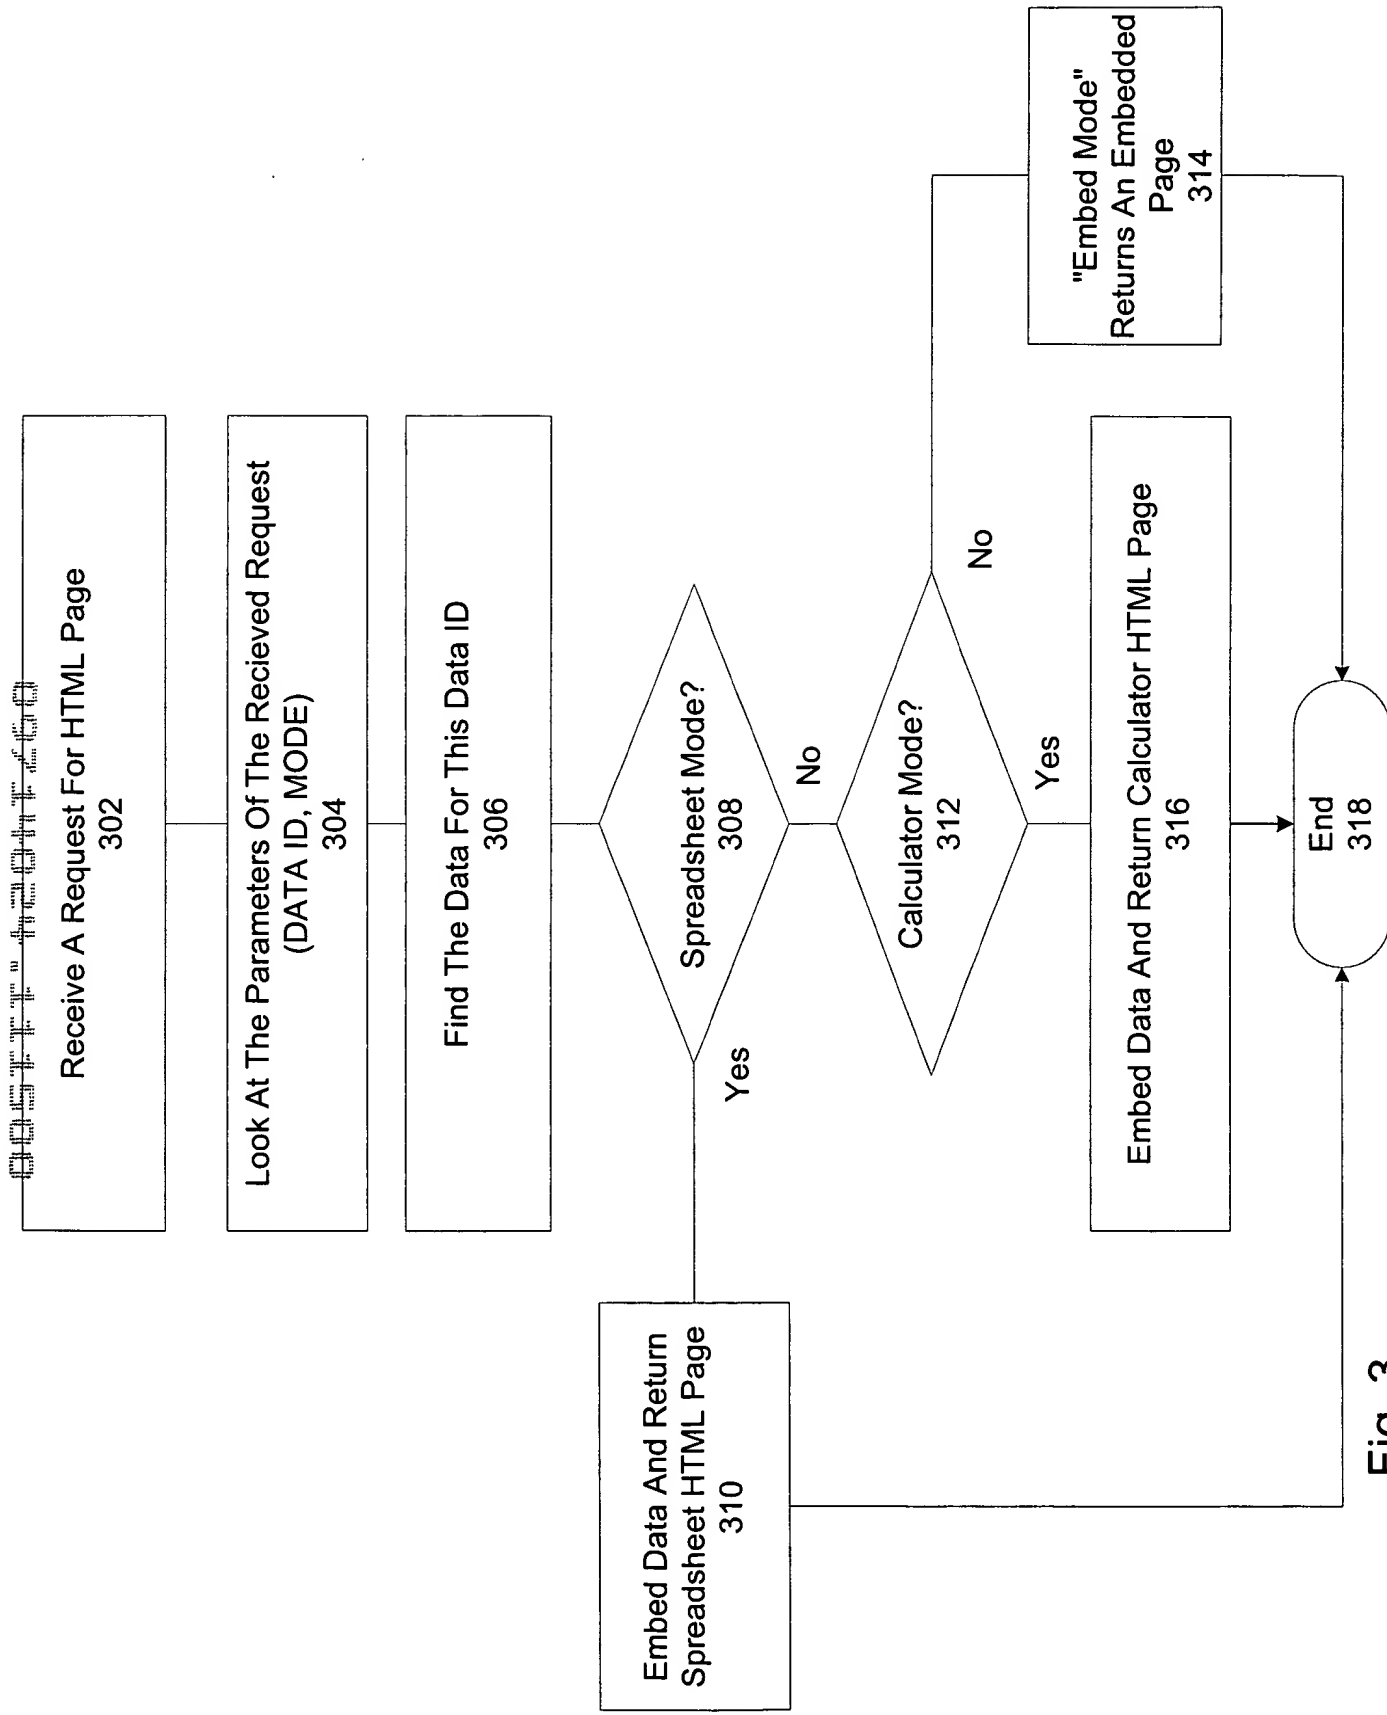 Receive A Request For HTML Page
302
Look At The Parameters Of The Recieved Request
(DATA ID, MODE)
304
Find The Data For This Data ID
306
Spreadsheet Mode?
308
Yes
No
Embed Data And Return
Spreadsheet HTML Page
310
Calculator Mode?
312
No
Yes
"Embed Mode"
Returns An Embedded
Page
314
Embed Data And Return Calculator HTML Page
316
End
318
Fig. 3